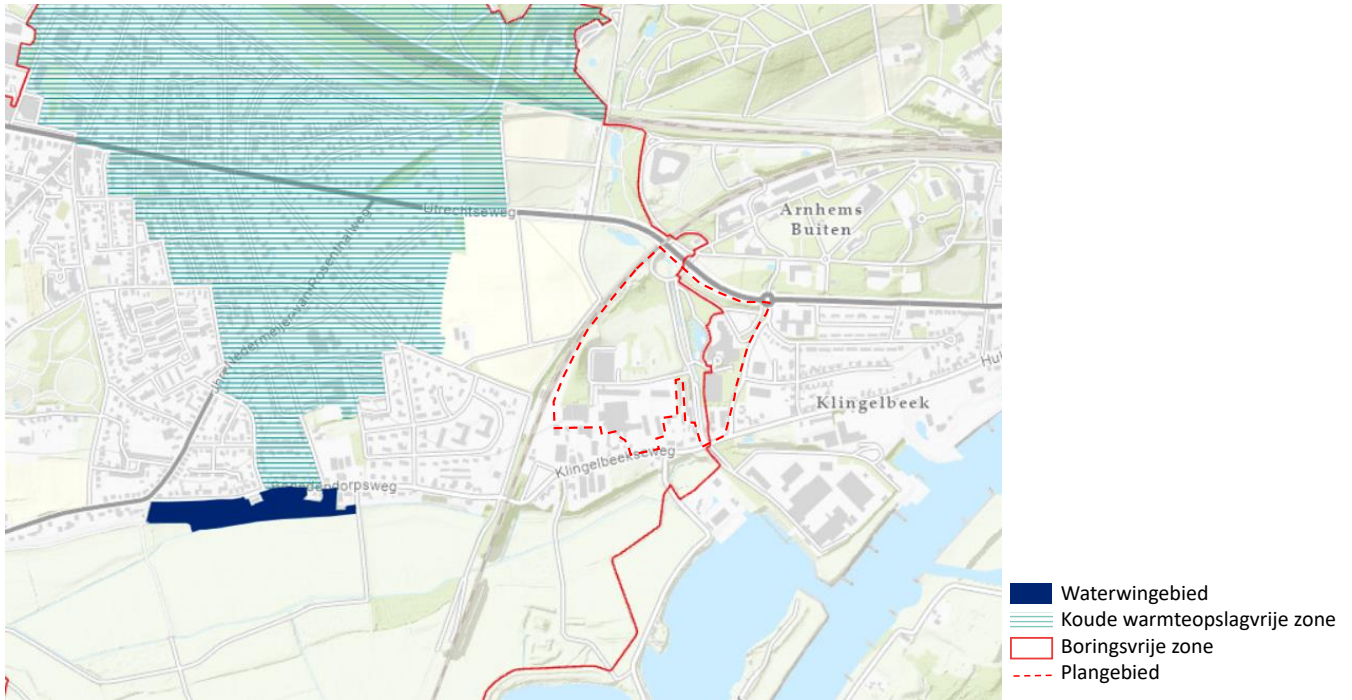 Utrechtseweg
Arnhems
Buiten
Klingelbeek
Klingelbeekseweg
Waterwingebied
Koude warmteopslagvrije zone
Boringsvrije zone
Plangebied